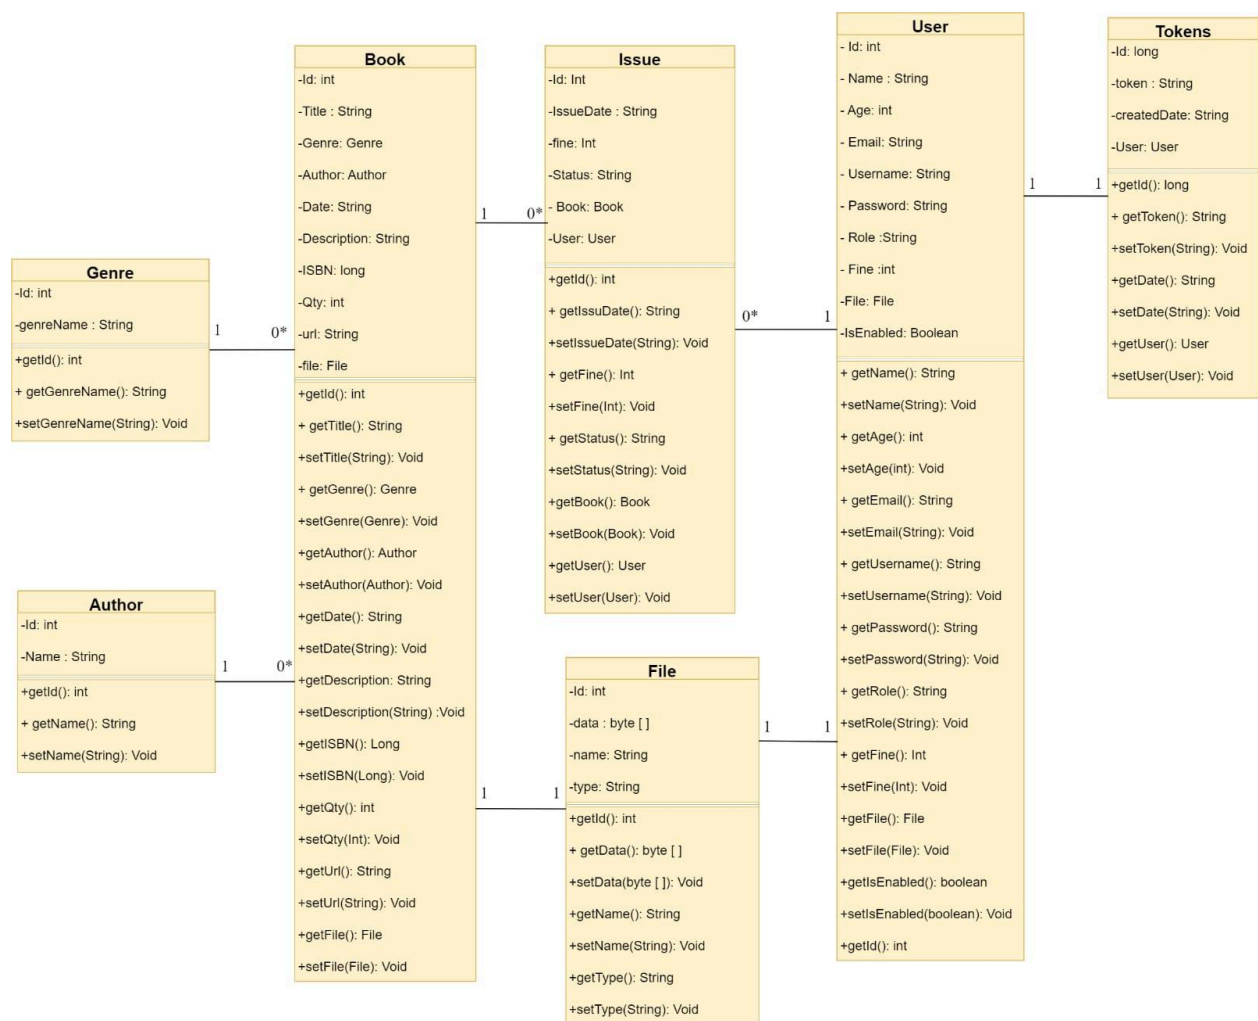 Genre
-Id: int
-genreName : String
+getId(): int
+ getGenreName(): String
+setGenreName(String): Void
1
0*
Author
-Id: int
-Name : String
+getId(): int
+ getName(): String
+setName(String): Void
1
0*
Book
-Id: int
-Title : String
-Genre: Genre
-Author: Author
-Date: String
-Description: String
-ISBN: long
-Qty: int
-url: String
-file: File
+getId(): int
+ getTitle(): String
+setTitle(String): Void
+ getGenre(): Genre
+setGenre(Genre): Void
+getAuthor(): Author
+setAuthor(Author): Void
+getDate(): String
+setDate(String): Void
+getDescription: String
+setDescription(String) :Void
+getISBN(): Long
+setISBN(Long): Void
+getQty(): int
+setQty(Int): Void
+getUrl(): String
+setUrl(String): Void
+getFile(): File
+setFile(File): Void
1
0*
1
1
Issue
-Id: Int
-IssueDate : String
-fine: Int
-Status: String
- Book: Book
-User: User
+getId(): int
+ getIssuDate(): String
+setIssueDate(String): Void
+ getFine(): Int
+setFine(Int): Void
+ getStatus(): String
+setStatus(String): Void
+getBook(): Book
+setBook(Book): Void
+getUser(): User
+setUser(User): Void
0*
1
File
-Id: int
-data : byte [ ]
-name: String
-type: String
+getId(): int
+ getData(): byte [ ]
+setData(byte [ ]): Void
+getName(): String
+setName(String): Void
+getType(): String
+setType(String): Void
1
1
User
- Id: int
- Name : String
- Age: int
- Email: String
- Username: String
- Password: String
- Role :String
- Fine :int
-File: File
-IsEnabled: Boolean
+ getName(): String
+setName(String): Void
+ getAge(): int
+setAge(int): Void
+ getEmail(): String
+setEmail(String): Void
+ getUsername(): String
+setUsername(String): Void
+ getPassword(): String
+setPassword(String): Void
+ getRole(): String
+setRole(String): Void
+ getFine(): Int
+setFine(Int): Void
+getFile(): File
+setFile(File): Void
+getIsEnabled(): boolean
+setIsEnabled(boolean): Void
+getId(): int
1
1
Tokens
-Id: long
-token : String
-createdDate: String
-User: User
+getId(): long
+ getToken(): String
+setToken(String): Void
+getDate(): String
+setDate(String): Void
+getUser(): User
+setUser(User): Void